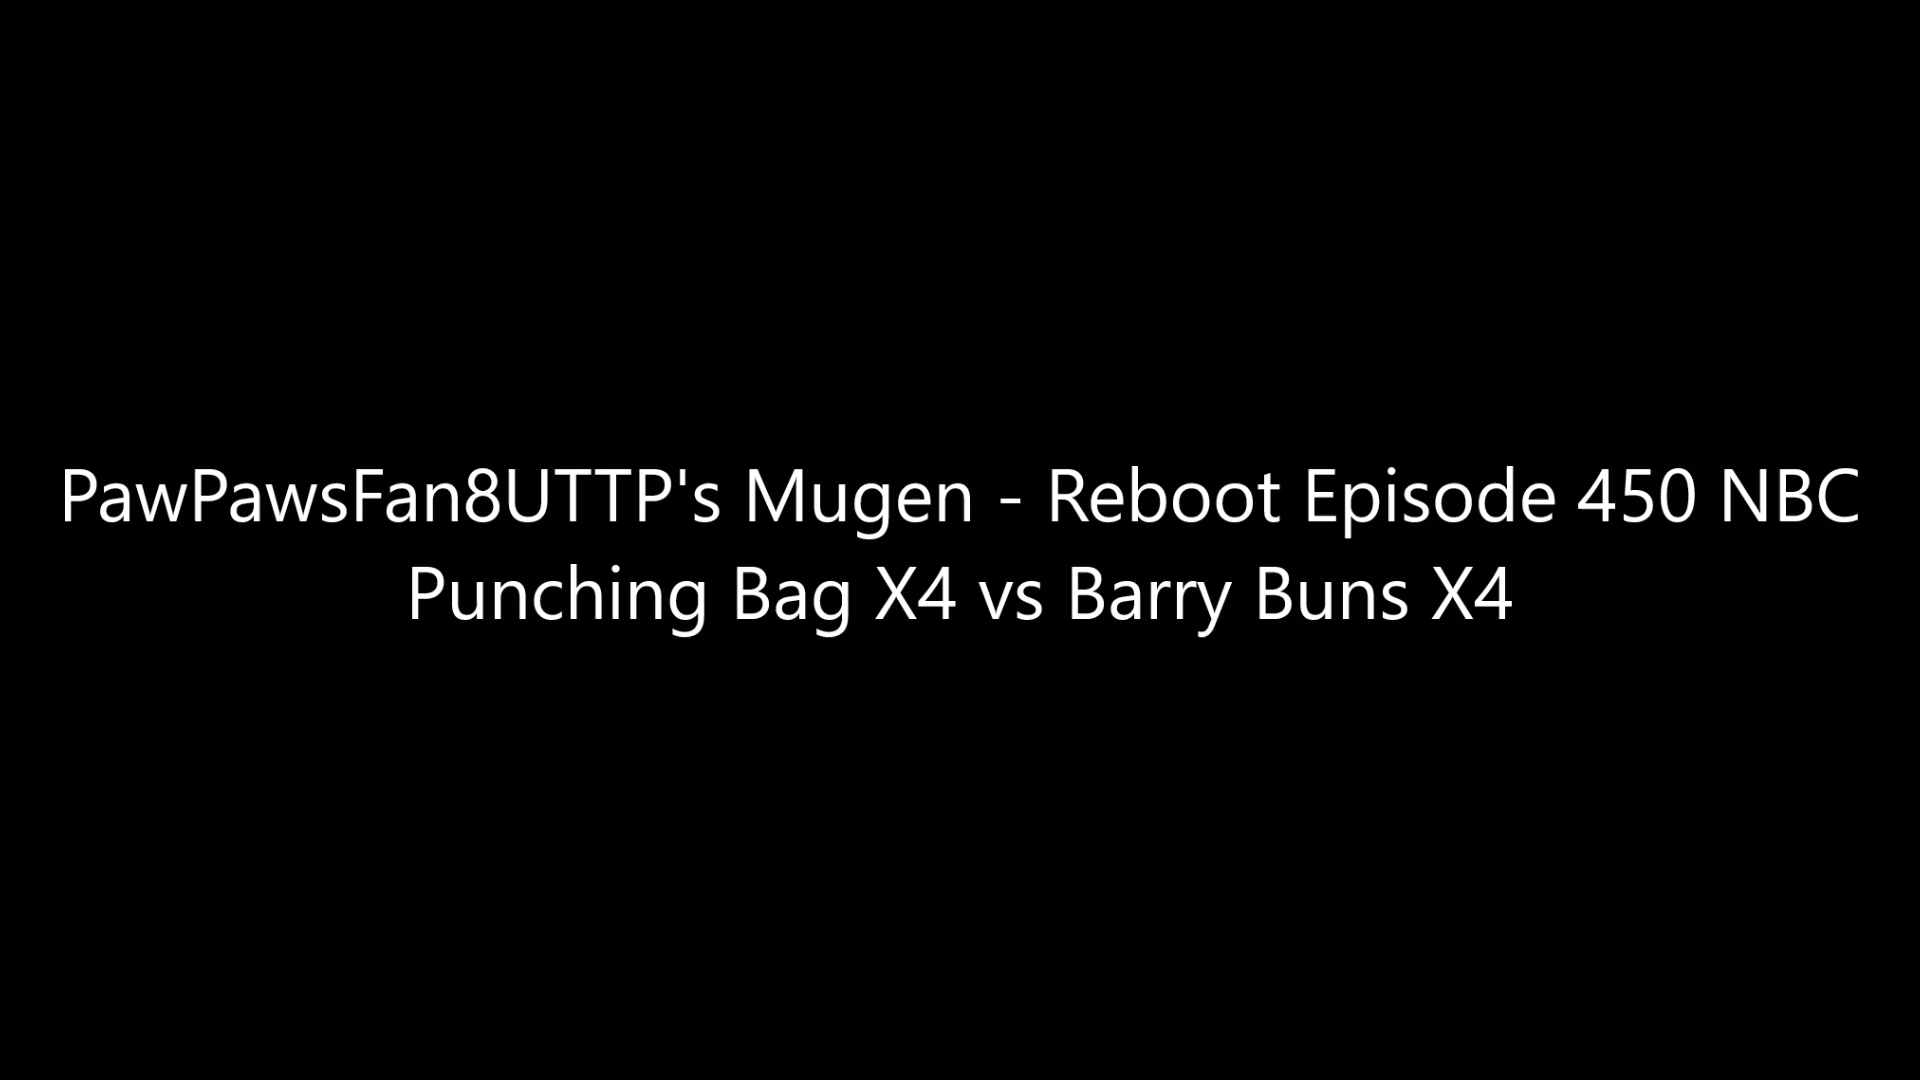 PawPawsFan8UTTP's Mugen - Reboot Episode 450 NBC
Punching Bag X4 vs Barry Buns X4